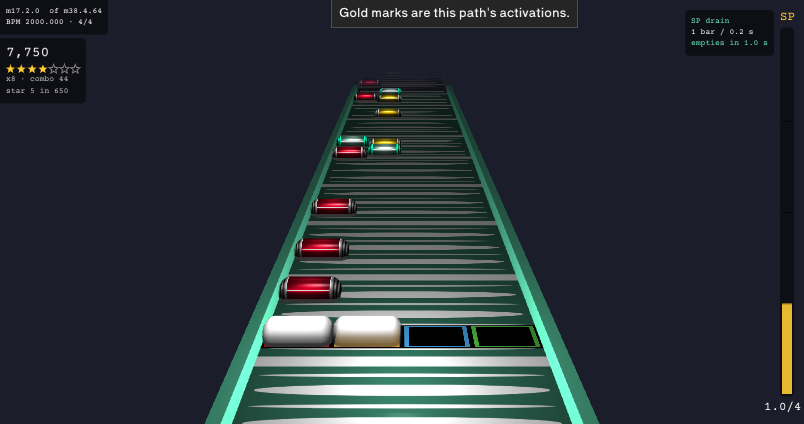 m17.2.0 of m38.4.64
BPM 2000.000 · 4/4
Gold marks are this path's activations.
7,750
x8 · combo 44
star 5 in 650
SP drain
1 bar / 0.2 s
empties in 1.0 s
SP
1.0/4